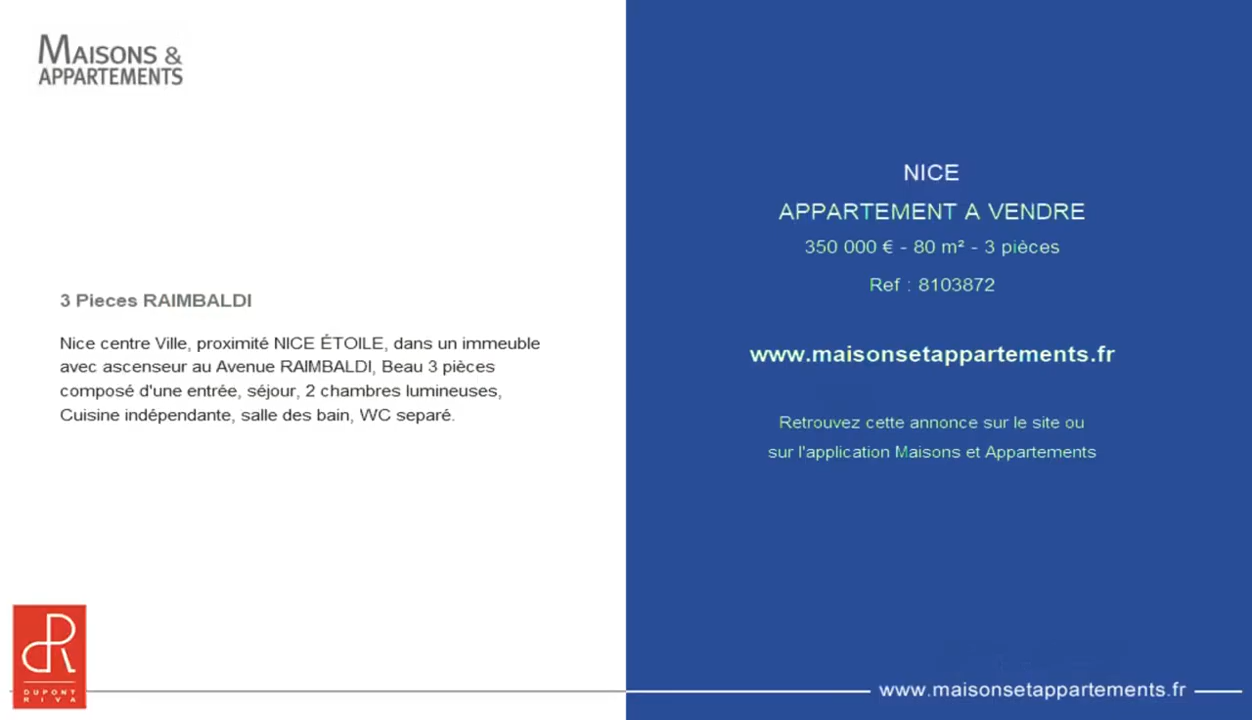 MAISONS &
APPARTEMENTS
3 Pieces RAIMBALDI
Nice centre Ville, proximité NICE ÉTOILE, dans un immeuble
avec ascenseur au Avenue RAIMBALDI, Beau 3 pièces
composé d'une entrée, séjour, 2 chambres lumineuses,
Cuisine indépendante, salle des bain, WC separé.
NICE
APPARTEMENT A VENDRE
350 000 € - 80 m² - 3 pièces
Ref : 8103872
www.maisonsetappartements.fr
Retrouvez cette annonce sur le site ou
sur l'application Maisons et Appartements
dR
DUPONT
RIVA
www.maisonsetappartements.fr